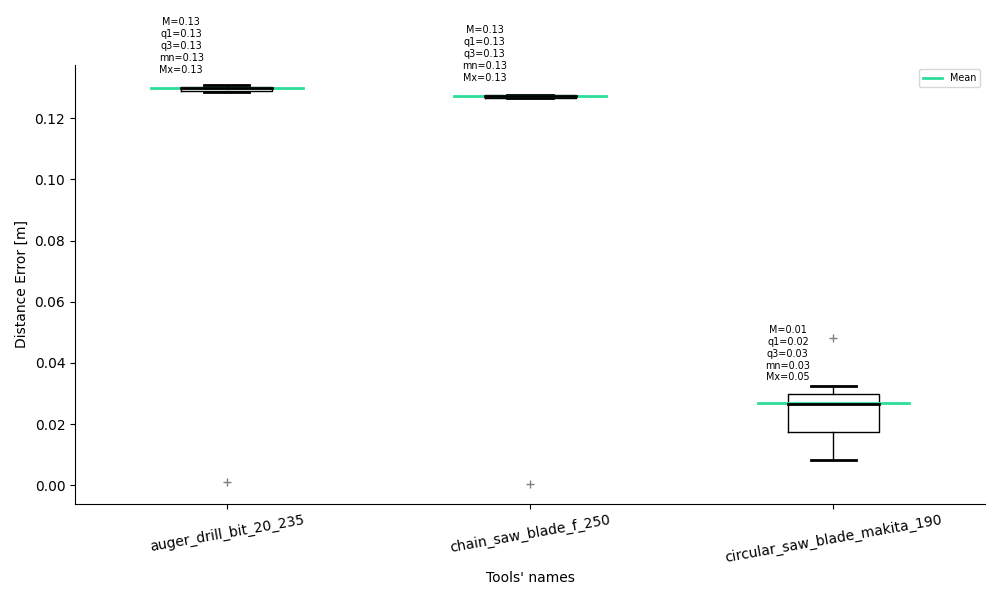 M=0.13
q1=0.13
q3=0.13
mn=0.13
Mx=0.13
M=0.13
q1=0.13
q3=0.13
mn=0.13
Mx=0.13
Mean
0.12
0.10
0.08
0.06
0.04
0.02
0.00
Distance Error [m]
M=0.01
q1=0.02
q3=0.03
mn=0.03
Mx=0.05
auger_drill_bit_20_235
chain_saw_blade_f_250
circular_saw_blade_makita_190
Tools' names